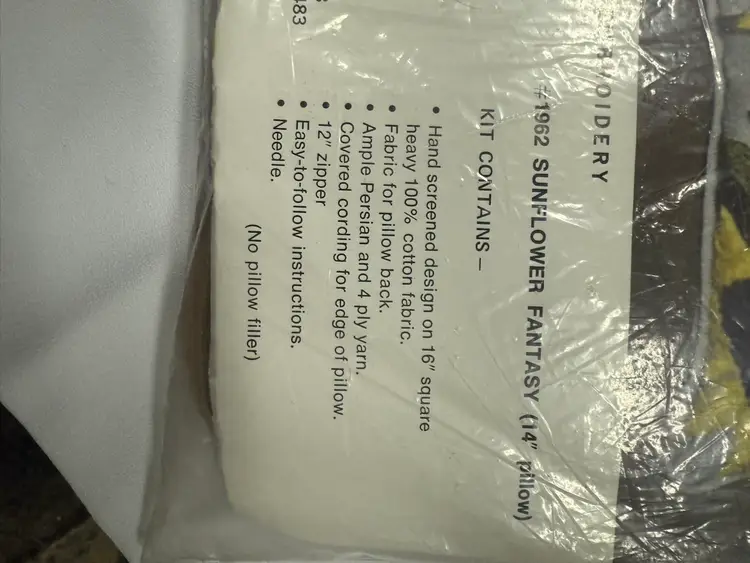 OIDERY
#1962 SUNFLOWER FANTASY (14" pillow)
KIT CONTAINS–
• Hand screened design on 16" square
heavy 100% cotton fabric.
• Fabric for pillow back.
• Ample Persian and 4 ply yarn.
• Covered cording for edge of pillow.
• 12" zipper
• Easy-to-follow instructions.
• Needle.
(No pillow filler)
483